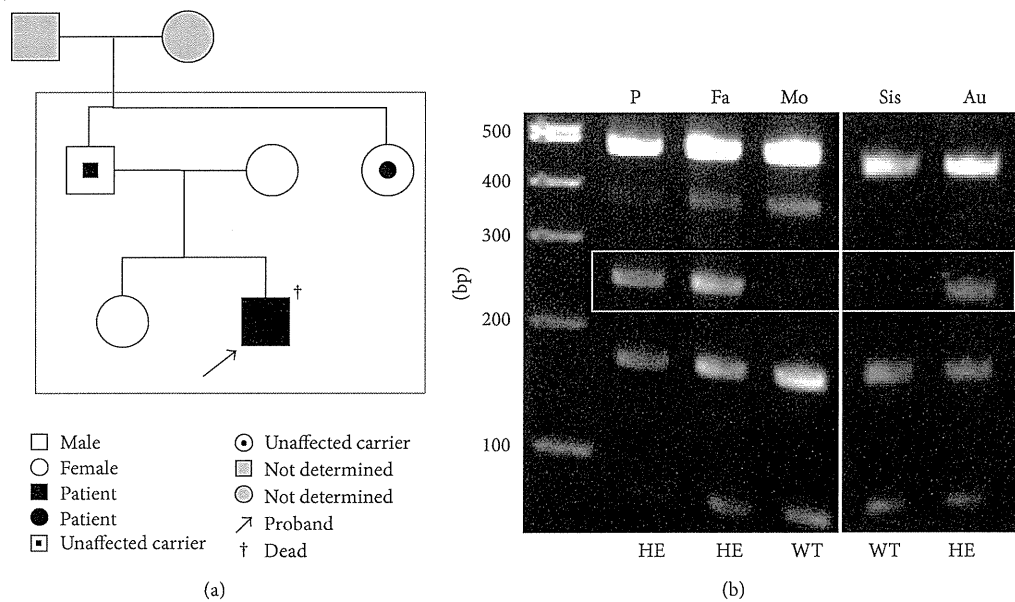 P Fa Mo Sis Au
500
400
300
200
100
(bp)
†
HE HE WT WT HE
Male
Female
Patient
Patient
Unaffected carrier
Unaffected carrier
Not determined
Not determined
Proband
† Dead
(a)
(b)